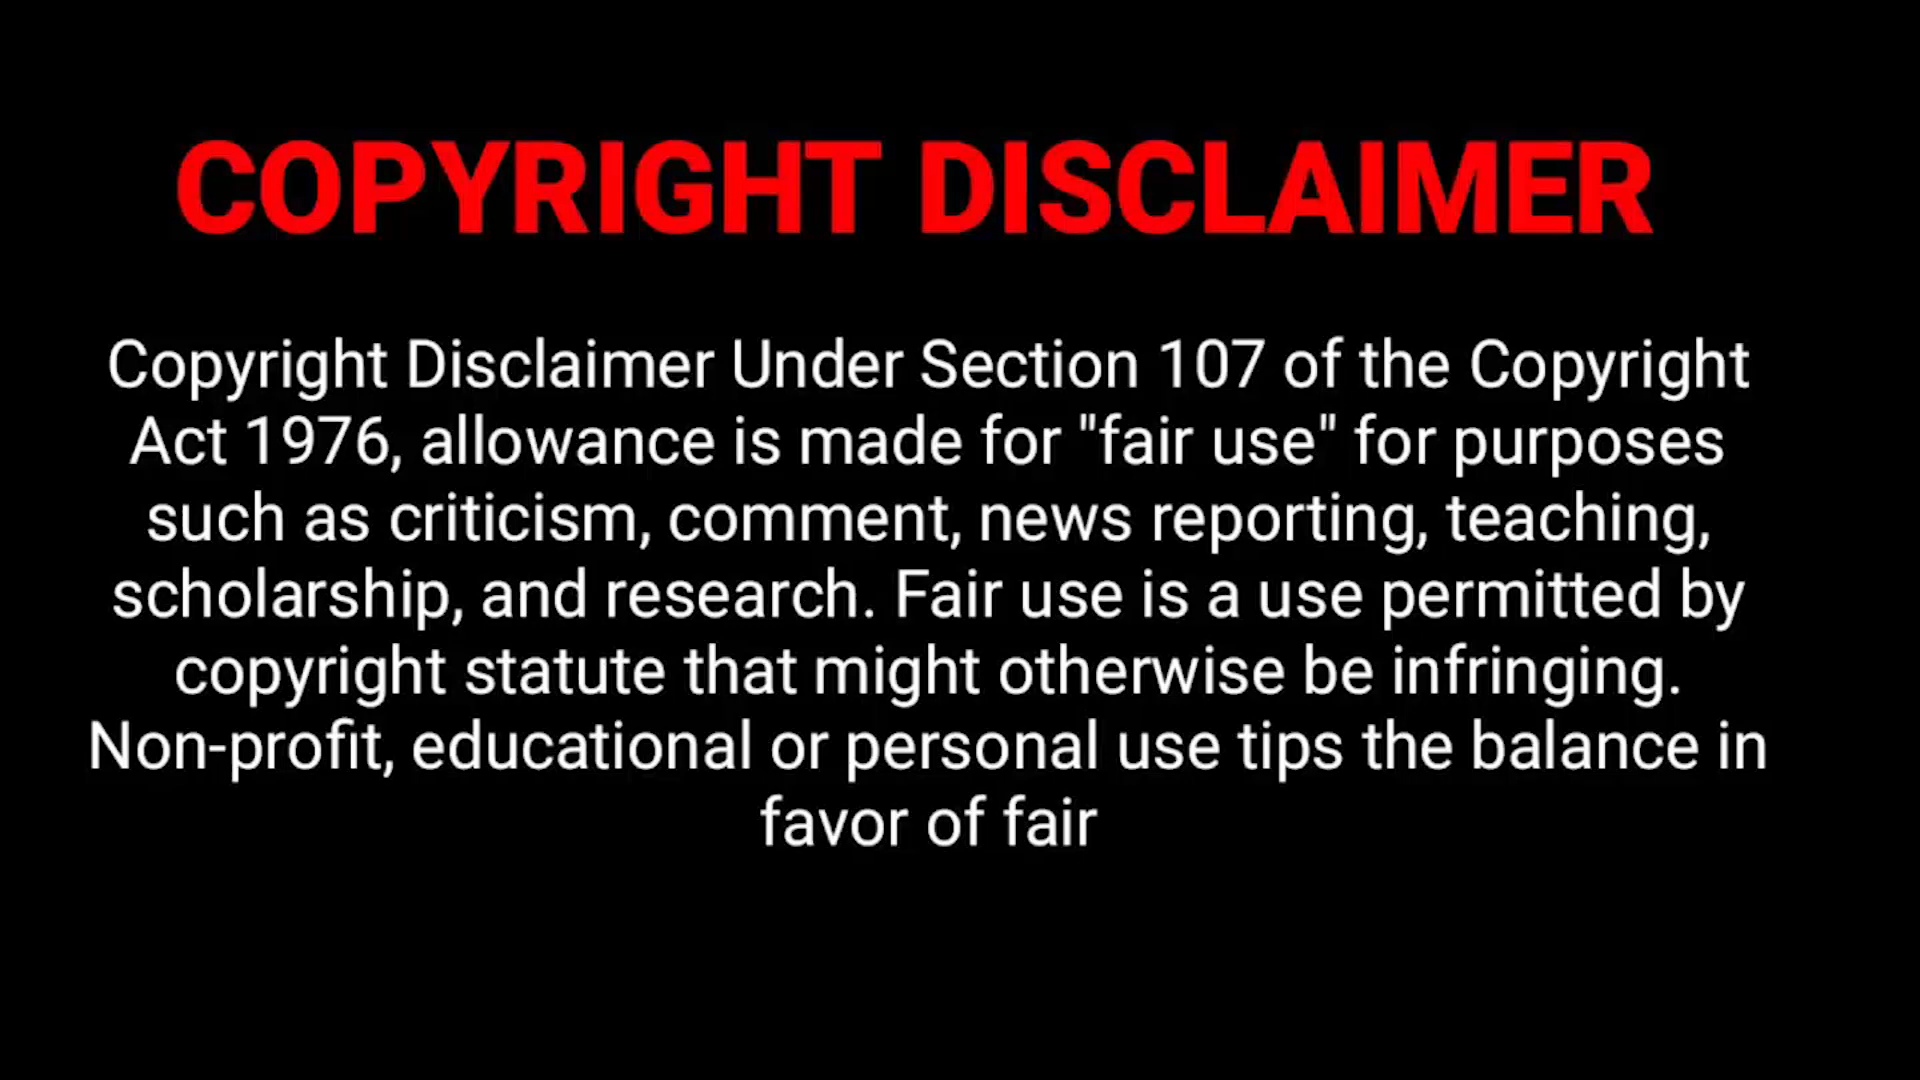 COPYRIGHT DISCLAIMER
Copyright Disclaimer Under Section 107 of the Copyright
Act 1976, allowance is made for "fair use" for purposes
such as criticism, comment, news reporting, teaching,
scholarship, and research. Fair use is a use permitted by
copyright statute that might otherwise be infringing.
Non-profit, educational or personal use tips the balance in
favor of fair